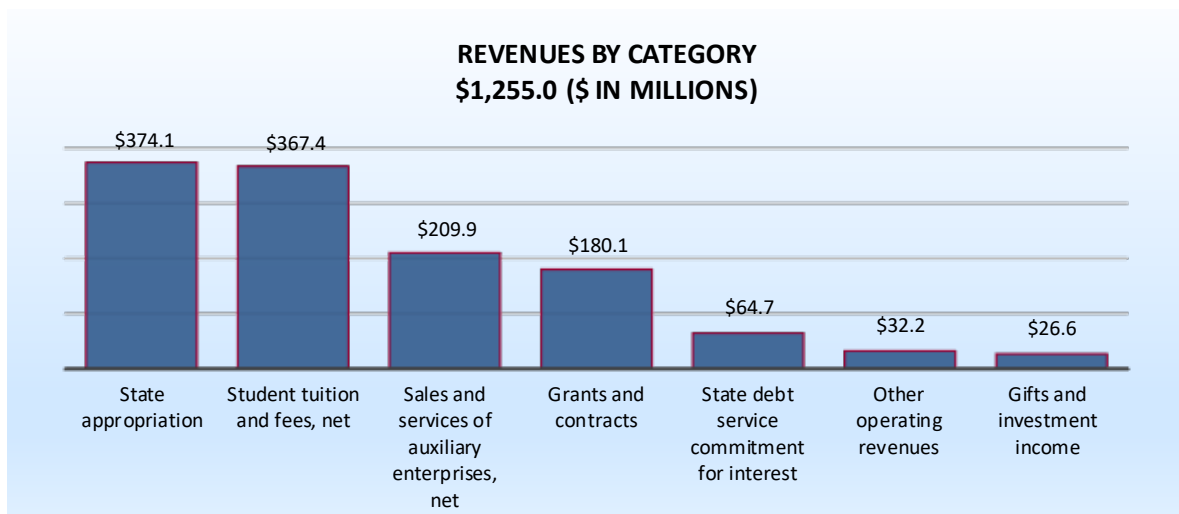 REVENUES BY CATEGORY
$1,255.0 ($ IN MILLIONS)
$374.1
$367.4
$209.9
$180.1
$64.7
$32.2
$26.6
State
appropriation
Student tuition
and fees, net
Sales and
services of
auxiliary
enterprises,
net
Grants and
contracts
State debt
service
commitment
for interest
Other
operating
revenues
Gifts and
investment
income